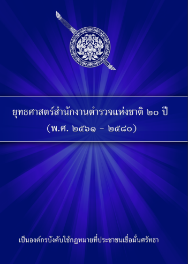 ยุทธศาสตร์สำนักงานตำรวจแห่งชาติ ๒๐ ปี
(พ.ศ. ๒๕๖๑ - ๒๕๘๐)
เป็นองค์กรบังคับใช้กฎหมายที่ประชาชนเชื่อมั่นศรัทธา